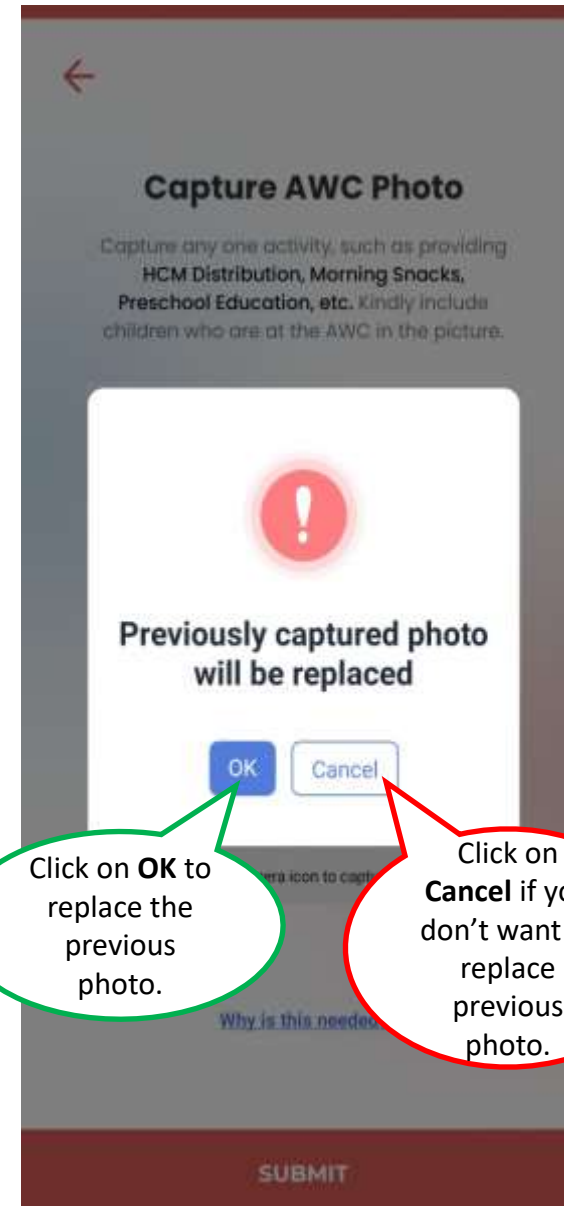 Capture AWC Photo
Capture any one activity, such as providing
HCM Distribution, Morning Snacks,
Preschool Education, etc. Kindly include
children who are at the AWC in the picture.
!
Previously captured photo
will be replaced
OK
Cancel
Click on OK to
replace the
previous
photo.
icon to
Click on
Cancel if
don't want
replace
previous
photo.
Why is this needed
SUBMIT